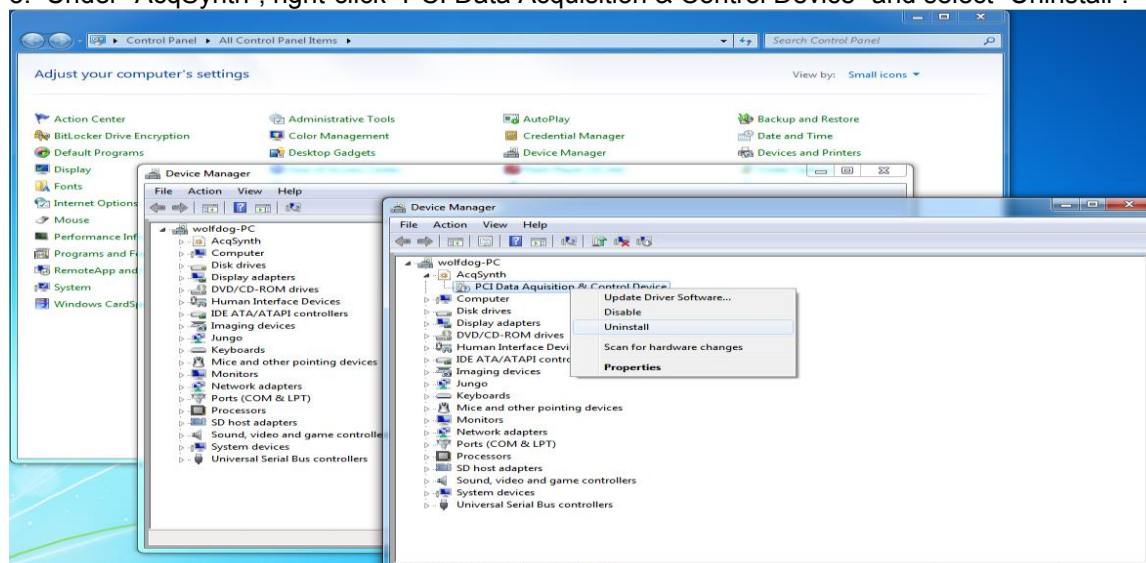 Under "AcqSynth", right-click "PCI Data Acquisition & Control Device" and select "Uninstall".
Control Panel All Control Panel Items
Search Control Panel
Adjust your computer's settings
View by: Small icons
Action Center Administrative Tools AutoPlay Backup and Restore
BitLocker Drive Encryption Color Management Credential Manager Date and Time
Default Programs Desktop Gadgets Device Manager Devices and Printers
Display
Fonts
Internet Options
Mouse
Performance Inf
Programs and Fe
RemoteApp and
System
Windows CardSp
Device Manager
File Action View Help
wolfdog-PC
AcqSynth
Computer
Disk drives
Display adapters
DVD/CD-ROM drives
Human Interface Devices
IDE ATA/ATAPI controllers
Imaging devices
Jungo
Keyboards
Mice and other pointing devices
Monitors
Network adapters
Ports (COM & LPT)
Processors
SD host adapters
Sound, video and game controlle
System devices
Universal Serial Bus controllers
Device Manager
File Action View Help
wolfdog-PC
AcqSynth
PCI Data Aquisition & Control Device
Computer
Disk drives
Display adapters
DVD/CD-ROM drives
Human Interface Devi
IDE ATA/ATAPI contro
Imaging devices
Jungo
Keyboards
Mice and other pointing devices
Monitors
Network adapters
Ports (COM & LPT)
Processors
SD host adapters
Sound, video and game controllers
System devices
Universal Serial Bus controllers
Update Driver Software...
Disable
Uninstall
Scan for hardware changes
Properties